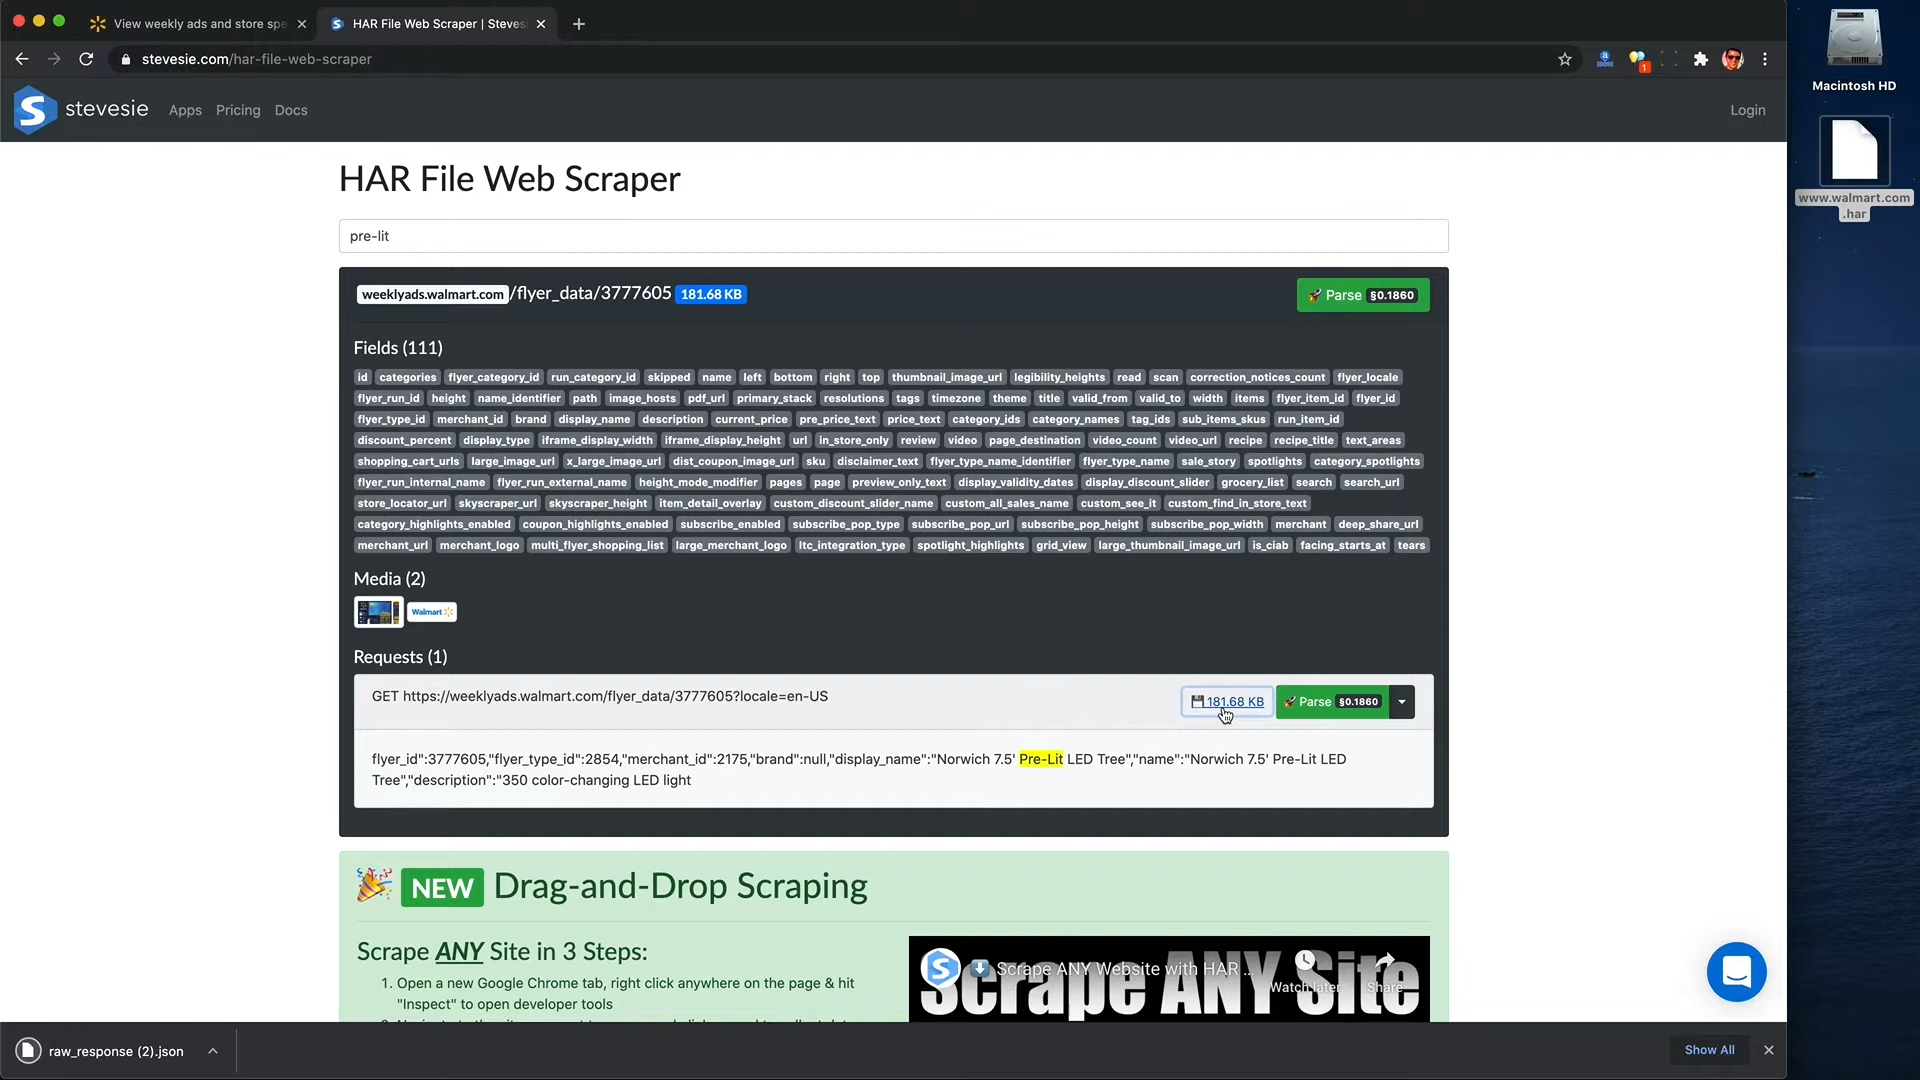 View weekly ads and store spe
HAR File Web Scraper | Steves
stevesie.com/har-file-web-scraper
1
Macintosh HD
www.walmart.com
.har
stevesie
Apps
Pricing
Docs
Login
HAR File Web Scraper
pre-lit
weeklyads.walmart.com/flyer_data/3777605 181.68 KB
Parse §0.1860
Fields (111)
id categories flyer_category_id run_category_id skipped name left bottom right top thumbnail_image_url legibility_heights read scan correction_notices_count flyer_locale
flyer_run_id height name_identifier path image_hosts pdf_url primary_stack resolutions tags timezone theme title valid_from valid_to width items flyer_item_id flyer_id
flyer_type_id merchant_id brand display_name description current_price pre_price_text price_text category_ids category_names tag_ids sub_items_skus run_item_id
discount_percent display_type iframe_display_width iframe_display_height url in_store_only review video page_destination video_count video_url recipe recipe_title text_areas
shopping_cart_urls large_image_url x_large_image_url dist_coupon_image_url sku disclaimer_text flyer_type_name_identifier flyer_type_name sale_story spotlights category_spotlights
flyer_run_internal_name flyer_run_external_name height_mode_modifier pages page preview_only_text display_validity_dates display_discount_slider grocery_list search search_url
store_locator_url skyscraper_url skyscraper_height item_detail_overlay custom_discount_slider_name custom_all_sales_name custom_see_it custom_find_in_store_text
category_highlights_enabled coupon_highlights_enabled subscribe_enabled subscribe_pop_type subscribe_pop_url subscribe_pop_height subscribe_pop_width merchant deep_share_url
merchant_url merchant_logo multi_flyer_shopping_list large_merchant_logo ltc_integration_type spotlight_highlights grid_view large_thumbnail_image_url is_ciab facing_starts_at tears
Media (2)
Walmart
Requests (1)
GET https://weeklyads.walmart.com/flyer_data/3777605?locale=en-US
181.68 KB
Parse §0.1860
flyer_id":3777605,"flyer_type_id":2854,"merchant_id":2175,"brand":null,"display_name":"Norwich 7.5' Pre-Lit LED Tree","name":"Norwich 7.5' Pre-Lit LED
Tree","description":"350 color-changing LED light
NEW Drag-and-Drop Scraping
Scrape ANY Site in 3 Steps:
1. Open a new Google Chrome tab, right click anywhere on the page & hit
"Inspect" to open developer tools
Scrape ANY Website with HAR ...
Watch later
Share
Scrape ANY Site
raw_response (2).json
Show All